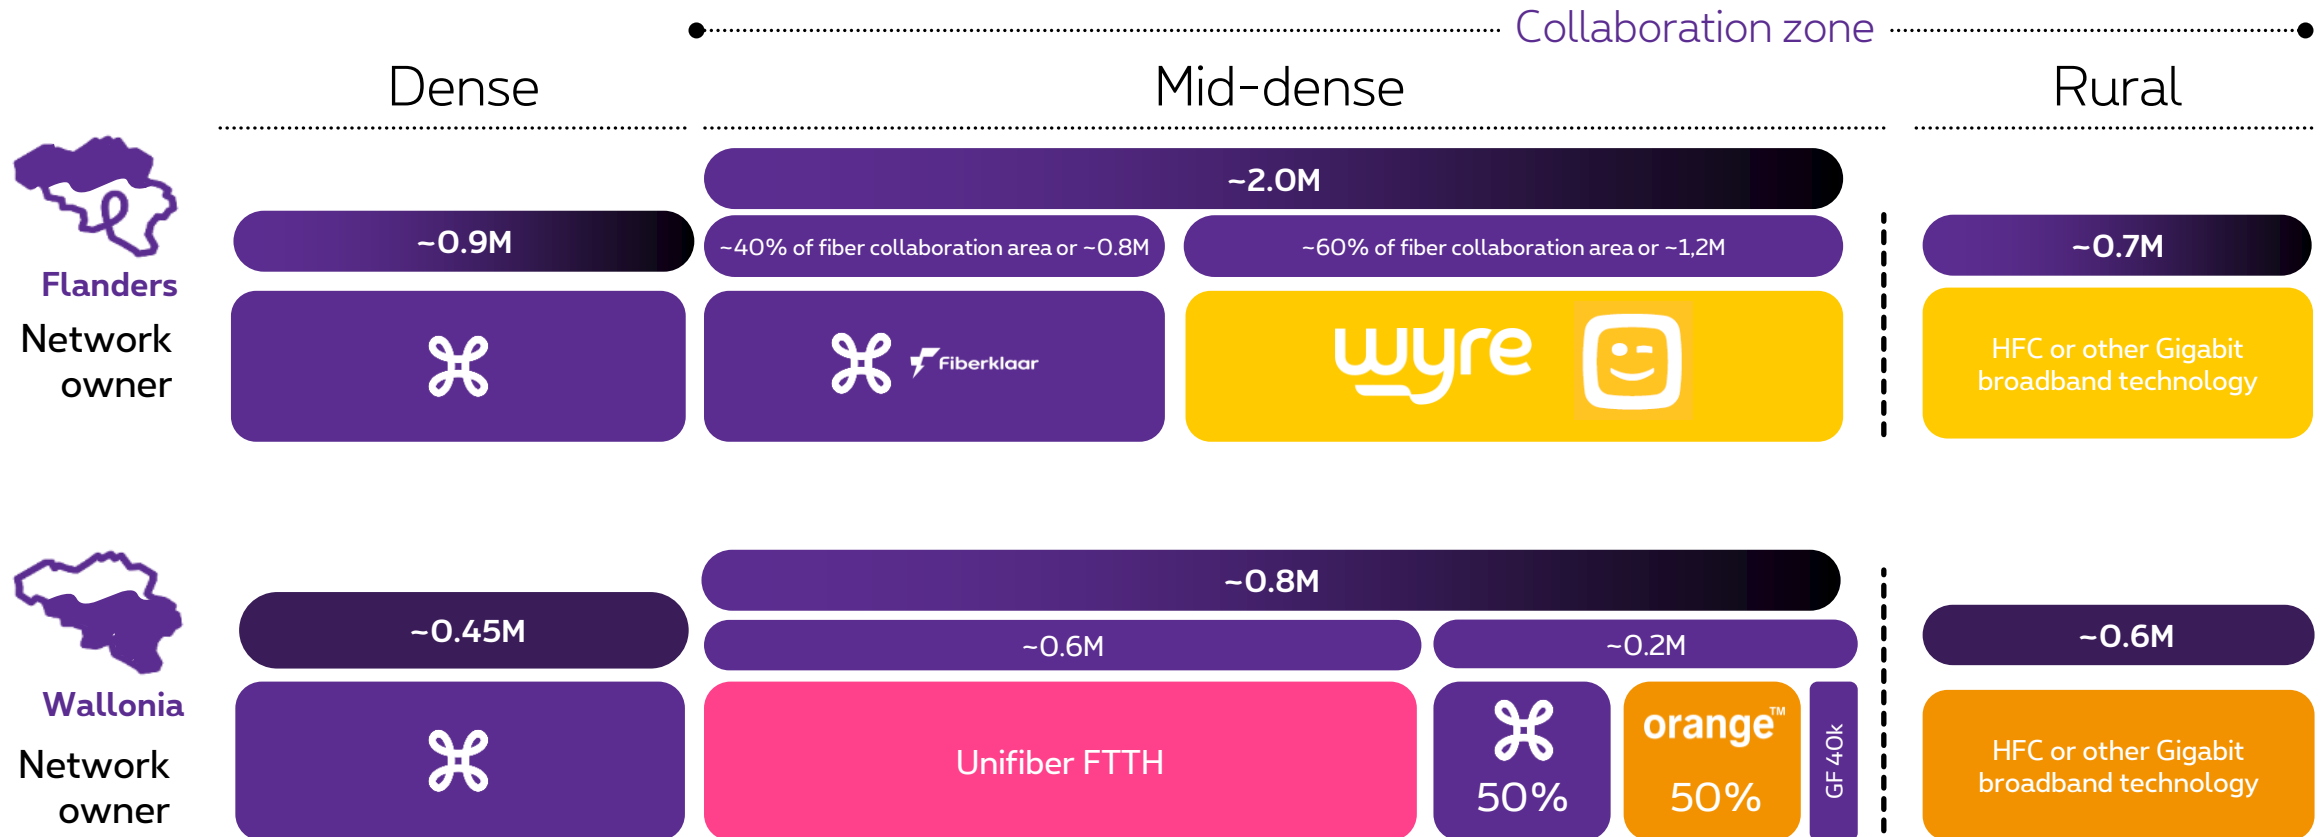 Collaboration zone
Dense
Mid-dense
Rural
~2.0M
~0.9M
~40% of fiber collaboration area or ~0.8M
~60% of fiber collaboration area or ~1,2M
~0.7M
Flanders
Network
owner
Fiberklaar
wyre
HFC or other Gigabit
broadband technology
~0.8M
~0.45M
~0.6M
~0.2M
~0.6M
Wallonia
Network
owner
Unifiber FTTH
50%
orange™
50%
GF 40k
HFC or other Gigabit
broadband technology